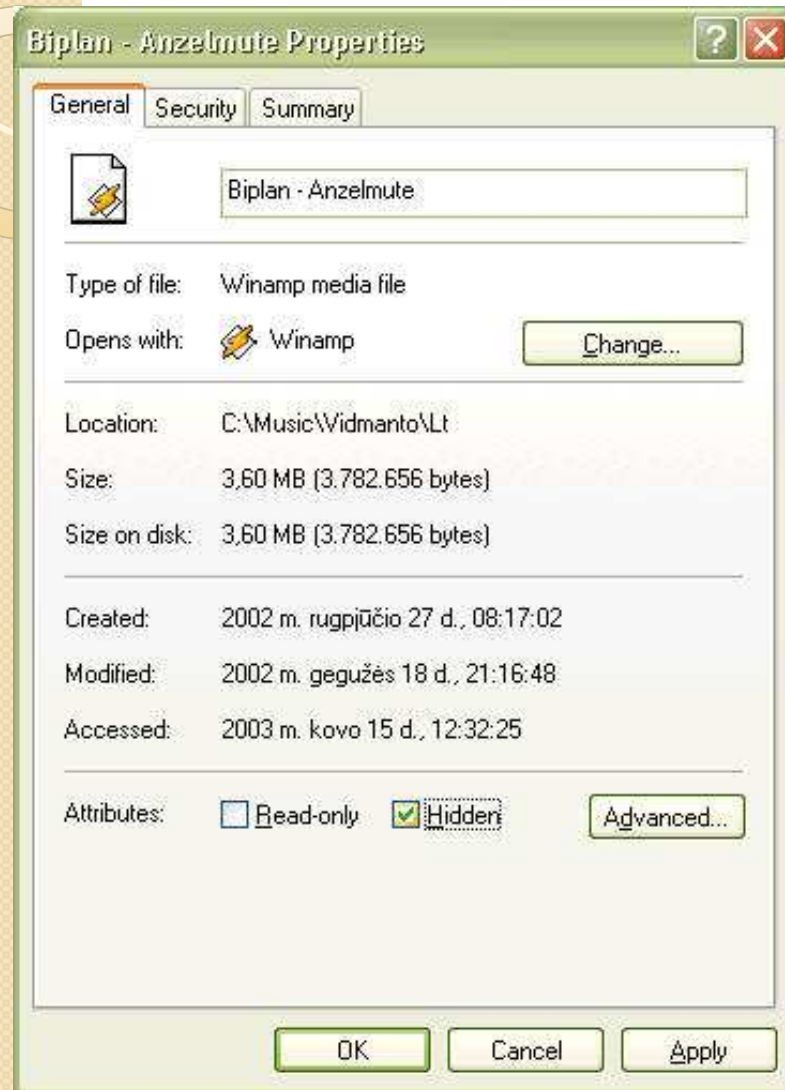 Biplan - Anzelmute Properties
General Security Summary
Biplan - Anzelmute
Type of file: Winamp media file
Opens with: Winamp Change...
Location: C:\Music\Vidmanto\Lt
Size: 3,60 MB (3.782.656 bytes)
Size on disk: 3,60 MB (3.782.656 bytes)
Created: 2002 m. rugpjūčio 27 d., 08:17:02
Modified: 2002 m. gegužės 18 d., 21:16:48
Accessed: 2003 m. kovo 15 d., 12:32:25
Attributes: Read-only Hidden Advanced...
OK Cancel Apply